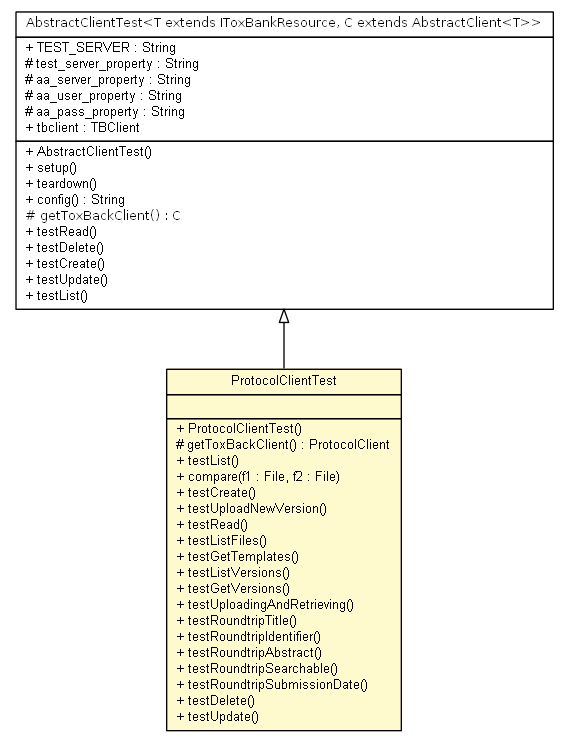 AbstractClientTest<T extends IToxBankResource, C extends AbstractClient<T>>
+ TEST_SERVER : String
# test_server_property : String
# aa_server_property : String
# aa_user_property : String
# aa_pass_property : String
+ tbclient : TBClient
+ AbstractClientTest()
+ setup()
+ teardown()
+ config() : String
# getToxBackClient() : C
+ testRead()
+ testDelete()
+ testCreate()
+ testUpdate()
+ testList()
ProtocolClientTest
+ ProtocolClientTest()
# getToxBackClient() : ProtocolClient
+ testList()
+ compare(f1 : File, f2 : File)
+ testCreate()
+ testUploadNewVersion()
+ testRead()
+ testListFiles()
+ testGetTemplates()
+ testListVersions()
+ testGetVersions()
+ testUploadingAndRetrieving()
+ testRoundtripTitle()
+ testRoundtripIdentifier()
+ testRoundtripAbstract()
+ testRoundtripSearchable()
+ testRoundtripSubmissionDate()
+ testDelete()
+ testUpdate()